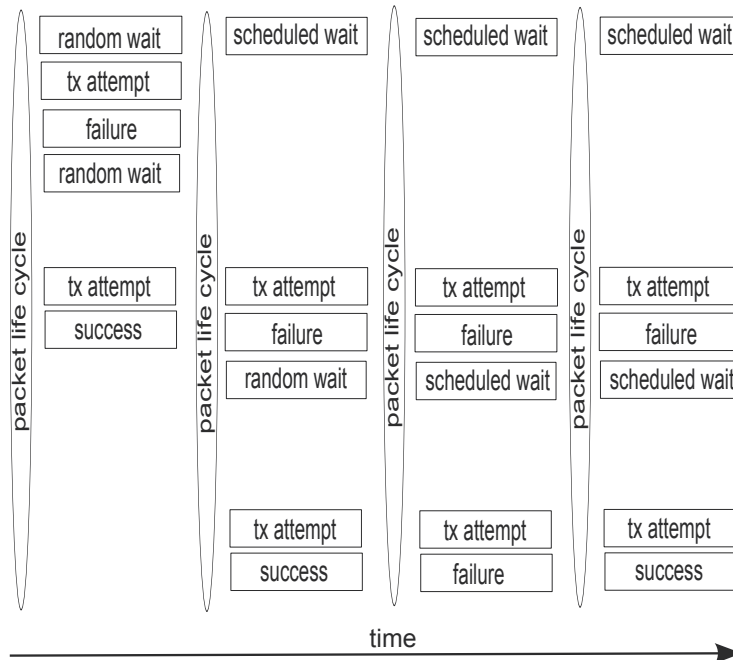 packet life cycle
random wait
tx attempt
failure
random wait
tx attempt
success
packet life cycle
scheduled wait
tx attempt
failure
random wait
tx attempt
success
packet life cycle
scheduled wait
tx attempt
failure
scheduled wait
tx attempt
failure
packet life cycle
scheduled wait
tx attempt
failure
scheduled wait
tx attempt
success
time